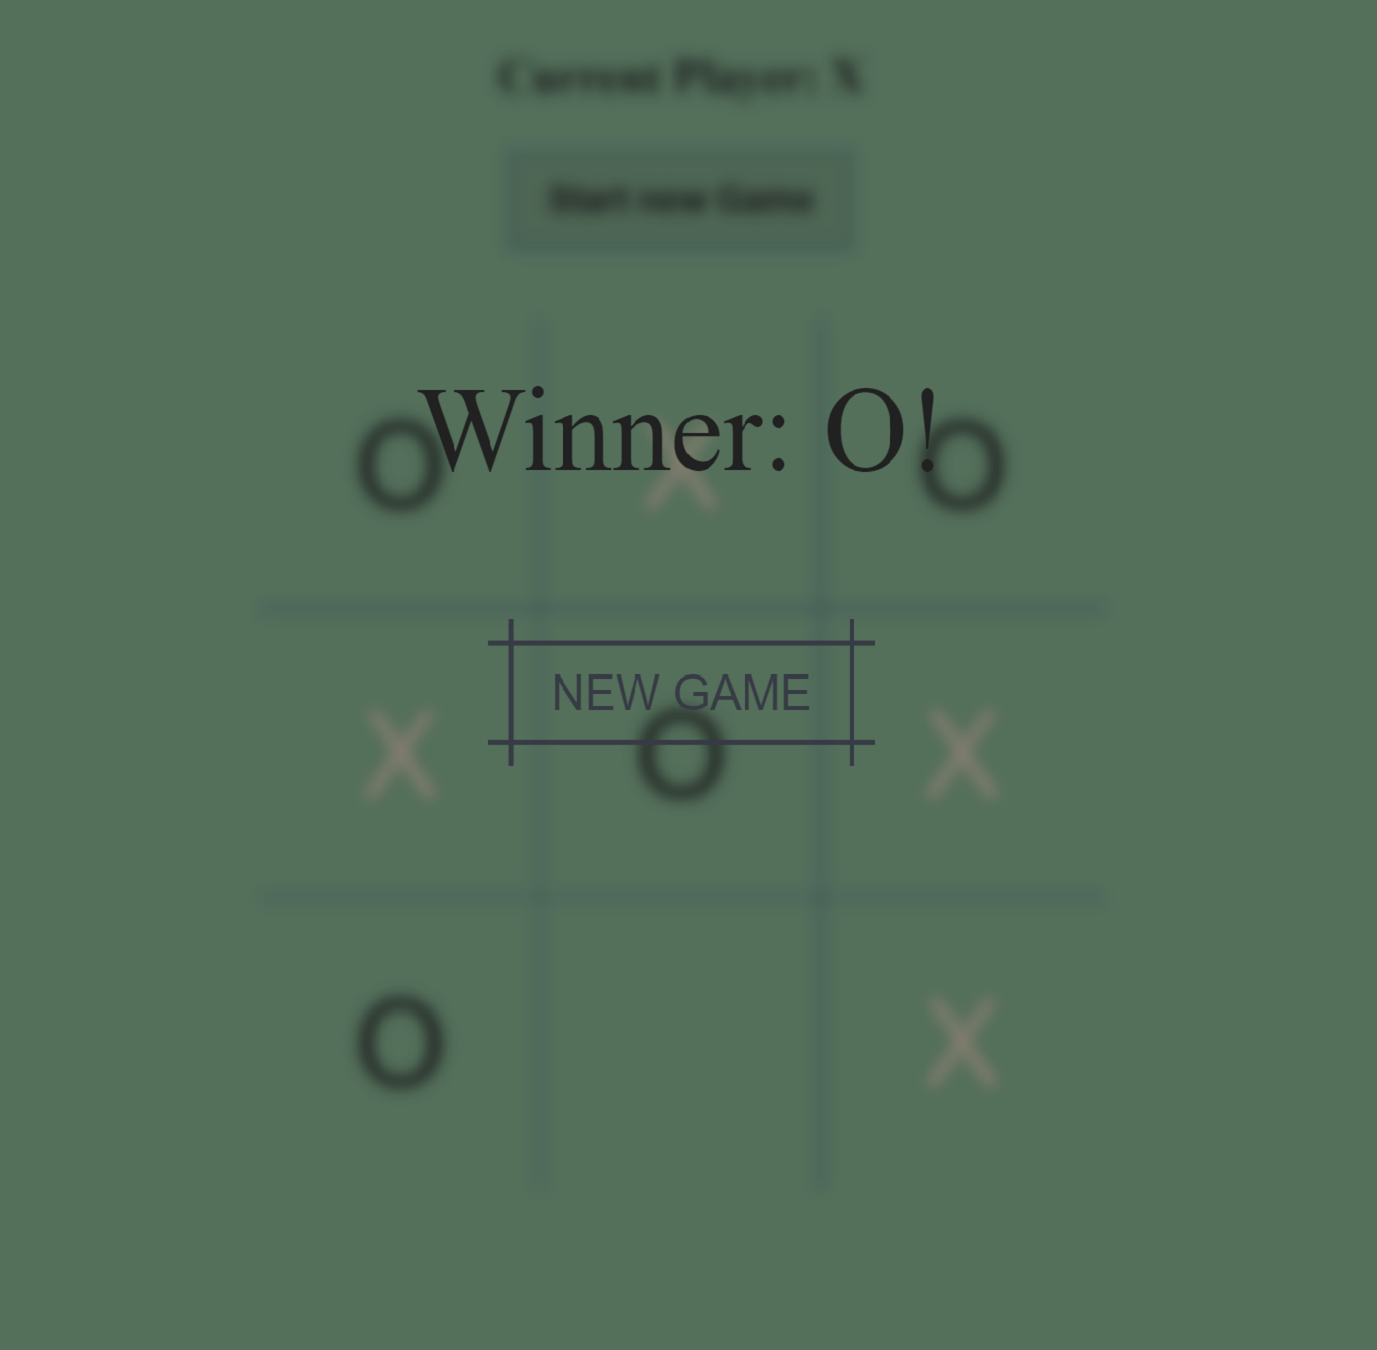 Current Player: X
Start new Game
Winner: O!
O X O
NEW GAME
X O X
O X